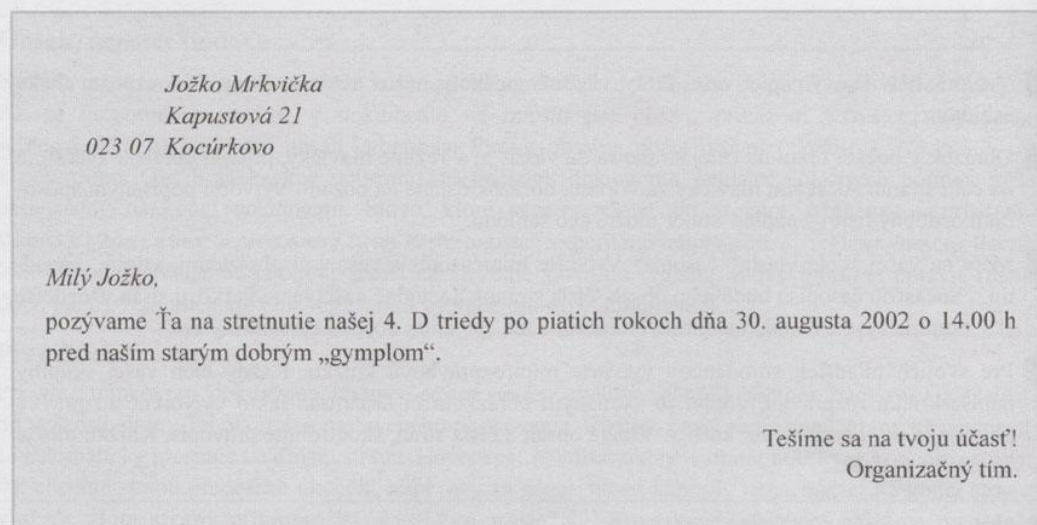 Jožko Mrkvička
Kapustová 21
023 07 Kocúrkovo
Milý Jožko,
pozývame Ťa na stretnutie našej 4. D triedy po piatich rokoch dňa 30. augusta 2002 o 14.00 h
pred naším starým dobrým „gymplom“.
Tešíme sa na tvoju účasť!
Organizačný tím.